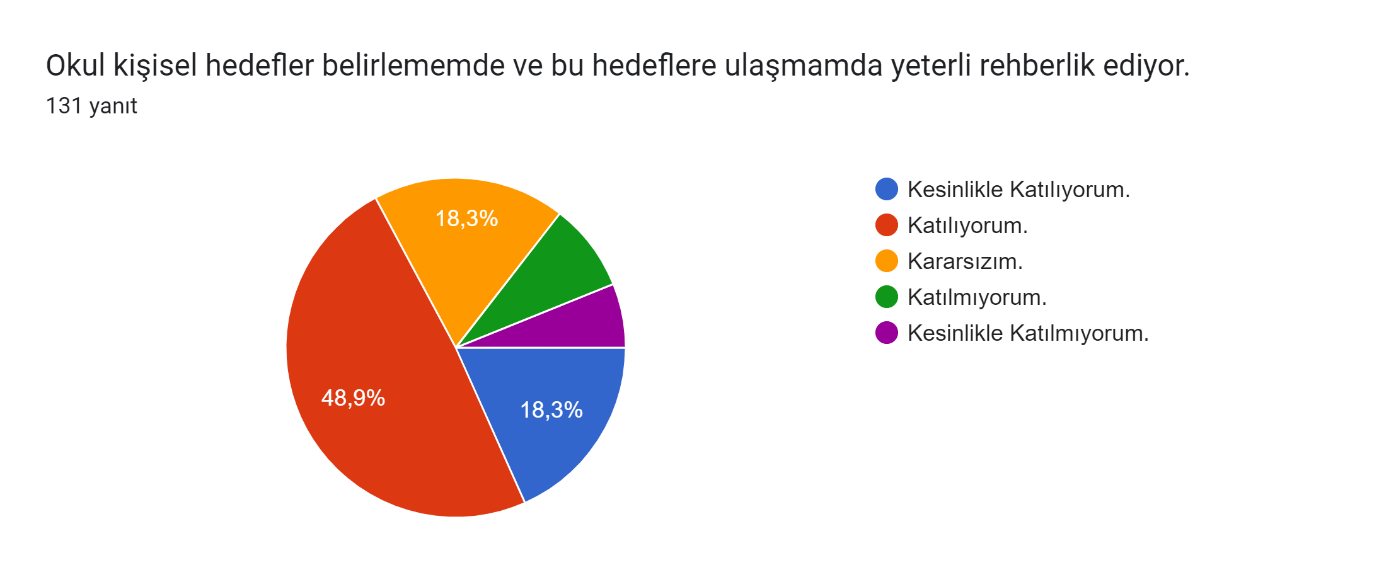 Okul kişisel hedefler belirlememde ve bu hedeflere ulaşmamda yeterli rehberlik ediyor.
131 yanıt
18,3%
48,9%
18,3%
Kesinlikle Katılıyorum.
Katılıyorum.
Kararsızım.
Katılmıyorum.
Kesinlikle Katılmıyorum.